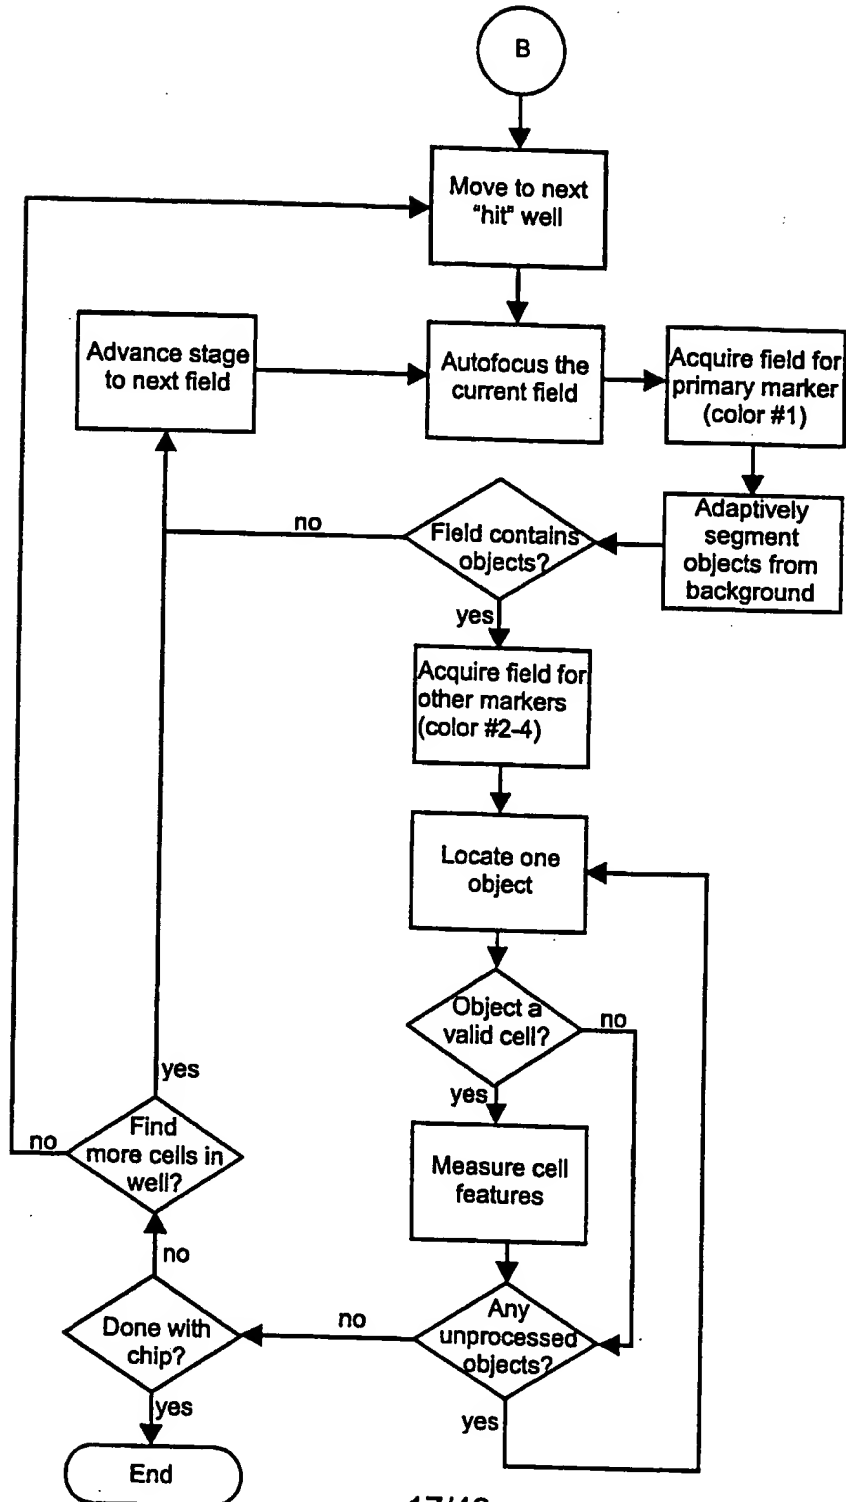 B
Move to next
"hit" well
Advance stage
to next field
Autofocus the
current field
Acquire field for
primary marker
(color #1)
Adaptively
segment
objects from
background
Field contains
objects?
no
yes
Acquire field for
other markers
(color #2-4)
Locate one
object
Object a
valid cell?
no
yes
Measure cell
features
Any
unprocessed
objects?
no
yes
Done with
chip?
no
yes
Find
more cells in
well?
yes
no
End